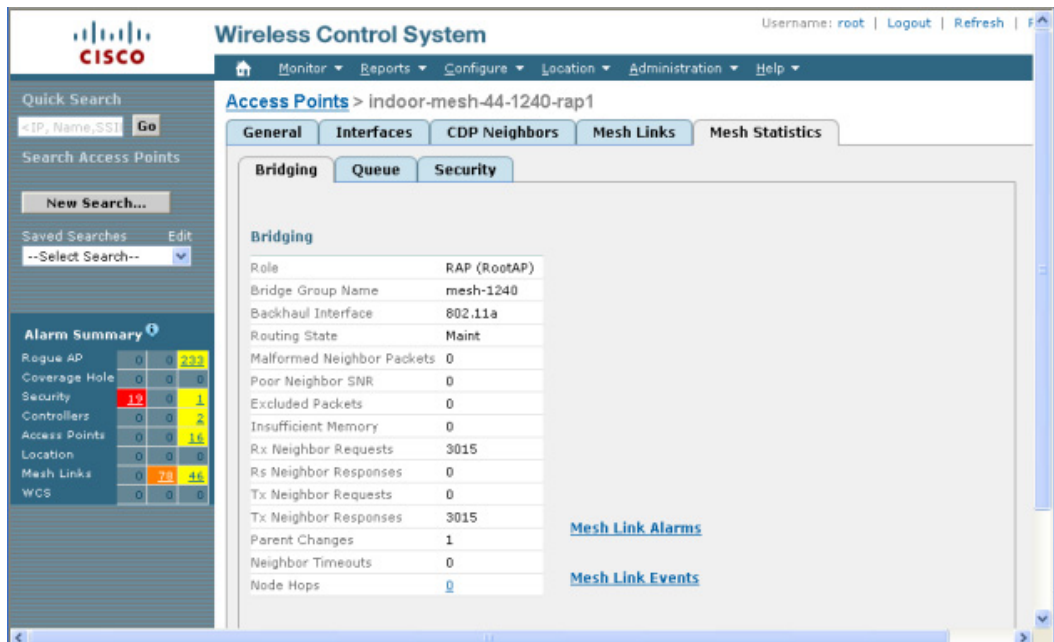 CISCO
Wireless Control System
Username: root | Logout | Refresh |
Monitor Reports Configure Location Administration Help
Quick Search
<IP, Name,SSI Go
Search Access Points
New Search...
Saved Searches Edit
--Select Search--
Alarm Summary
Rogue AP 0 0 233
Coverage Hole 0 0 0
Security 19 0 1
Controllers 0 0 2
Access Points 0 0 16
Location 0 0 0
Mesh Links 0 78 46
WCS 0 0 0
Access Points > indoor-mesh-44-1240-rap1
General Interfaces CDP Neighbors Mesh Links Mesh Statistics
Bridging Queue Security
Bridging
Role RAP (RootAP)
Bridge Group Name mesh-1240
Backhaul Interface 802.11a
Routing State Maint
Malformed Neighbor Packets 0
Poor Neighbor SNR 0
Excluded Packets 0
Insufficient Memory 0
Rx Neighbor Requests 3015
Rs Neighbor Responses 0
Tx Neighbor Requests 0
Tx Neighbor Responses 3015
Parent Changes 1
Neighbor Timeouts 0
Node Hops 0
Mesh Link Alarms
Mesh Link Events